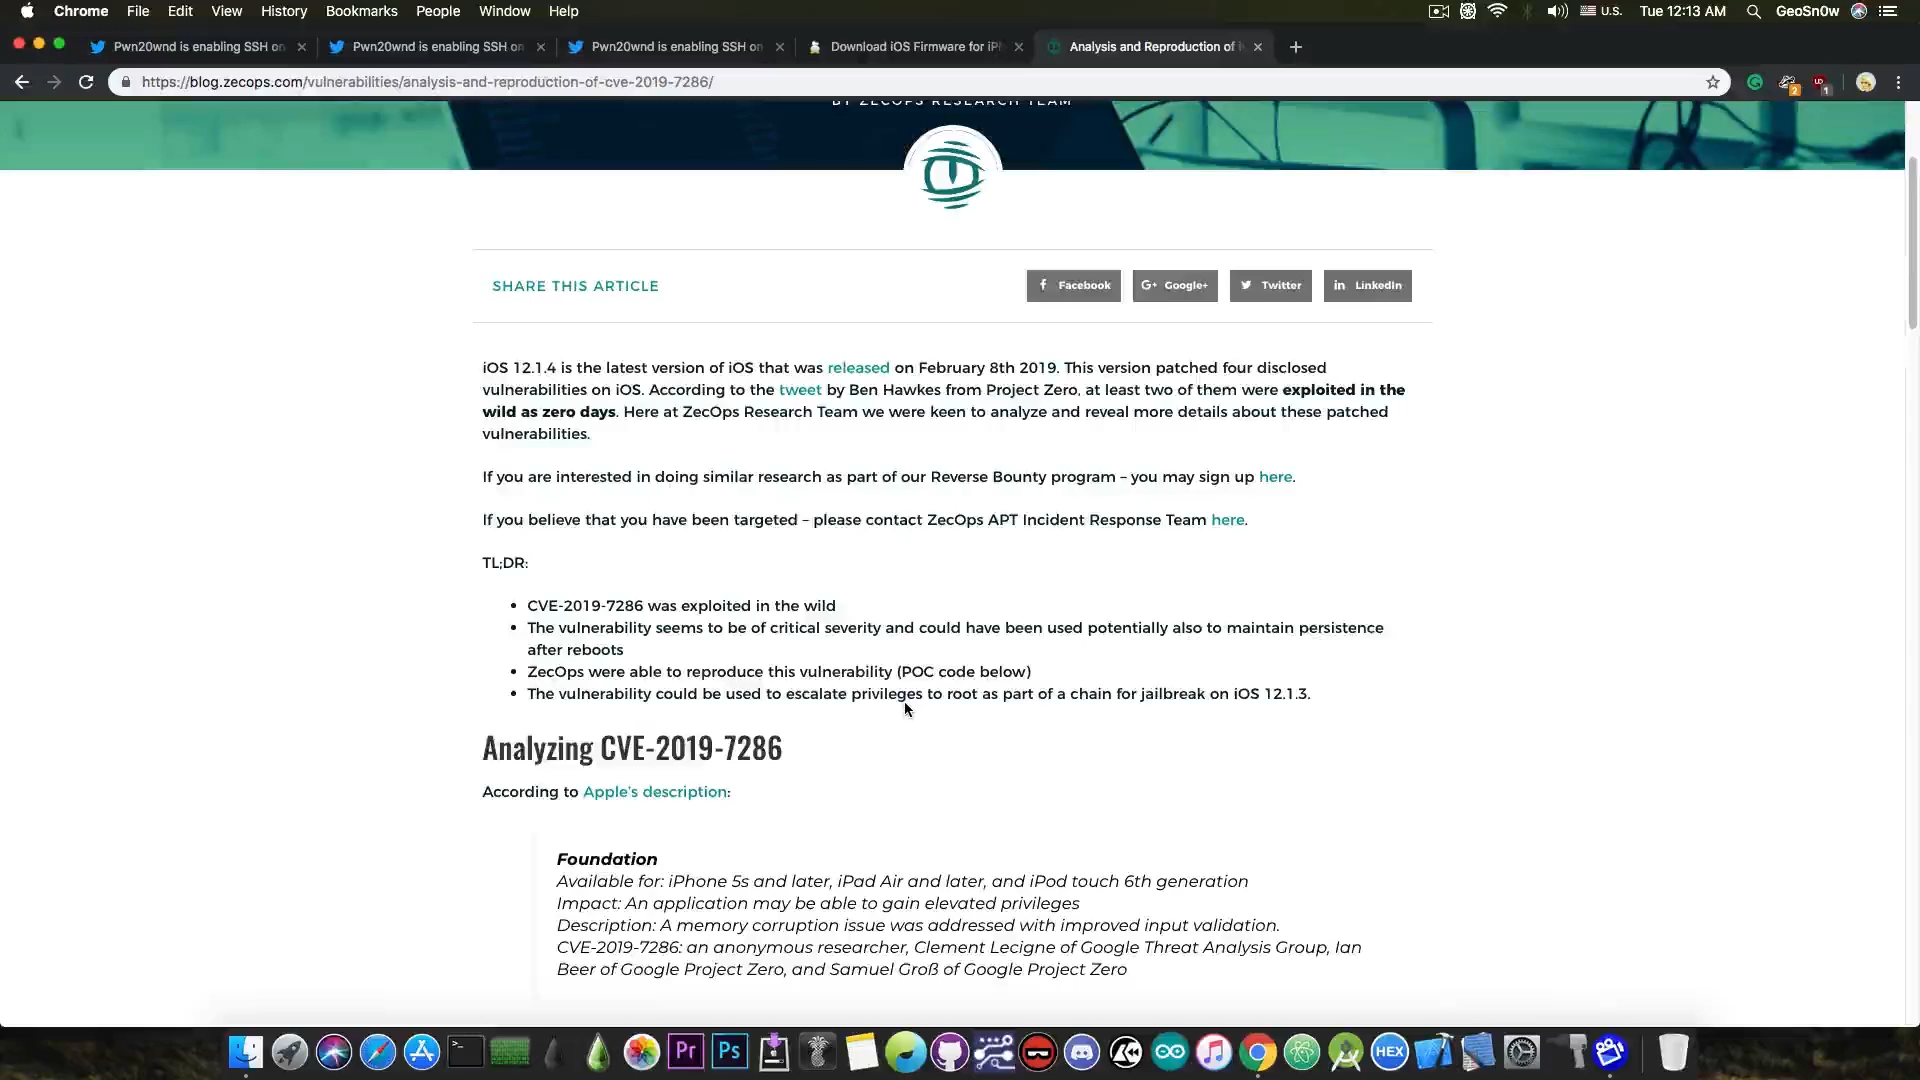 Chrome File Edit View History Bookmarks People Window Help U.S. Tue 12:13 AM GeoSn0w
Pwn20wnd is enabling SSH on Pwn20wnd is enabling SSH on Pwn20wnd is enabling SSH on Download iOS Firmware for iPh Analysis and Reproduction of
https://blog.zecops.com/vulnerabilities/analysis-and-reproduction-of-cve-2019-7286/ 2 1
BY ZECOPS RESEARCH TEAM
SHARE THIS ARTICLE Facebook G+ Google+ Twitter in LinkedIn
iOS 12.1.4 is the latest version of iOS that was released on February 8th 2019. This version patched four disclosed
vulnerabilities on iOS. According to the tweet by Ben Hawkes from Project Zero, at least two of them were exploited in the
wild as zero days. Here at ZecOps Research Team we were keen to analyze and reveal more details about these patched
vulnerabilities.
If you are interested in doing similar research as part of our Reverse Bounty program – you may sign up here.
If you believe that you have been targeted – please contact ZecOps APT Incident Response Team here.
TL;DR:
• CVE-2019-7286 was exploited in the wild
• The vulnerability seems to be of critical severity and could have been used potentially also to maintain persistence
after reboots
• ZecOps were able to reproduce this vulnerability (POC code below)
• The vulnerability could be used to escalate privileges to root as part of a chain for jailbreak on iOS 12.1.3.
Analyzing CVE-2019-7286
According to Apple's description:
Foundation
Available for: iPhone 5s and later, iPad Air and later, and iPod touch 6th generation
Impact: An application may be able to gain elevated privileges
Description: A memory corruption issue was addressed with improved input validation.
CVE-2019-7286: an anonymous researcher, Clement Lecigne of Google Threat Analysis Group, Ian
Beer of Google Project Zero, and Samuel Groß of Google Project Zero
Pr Ps HEX